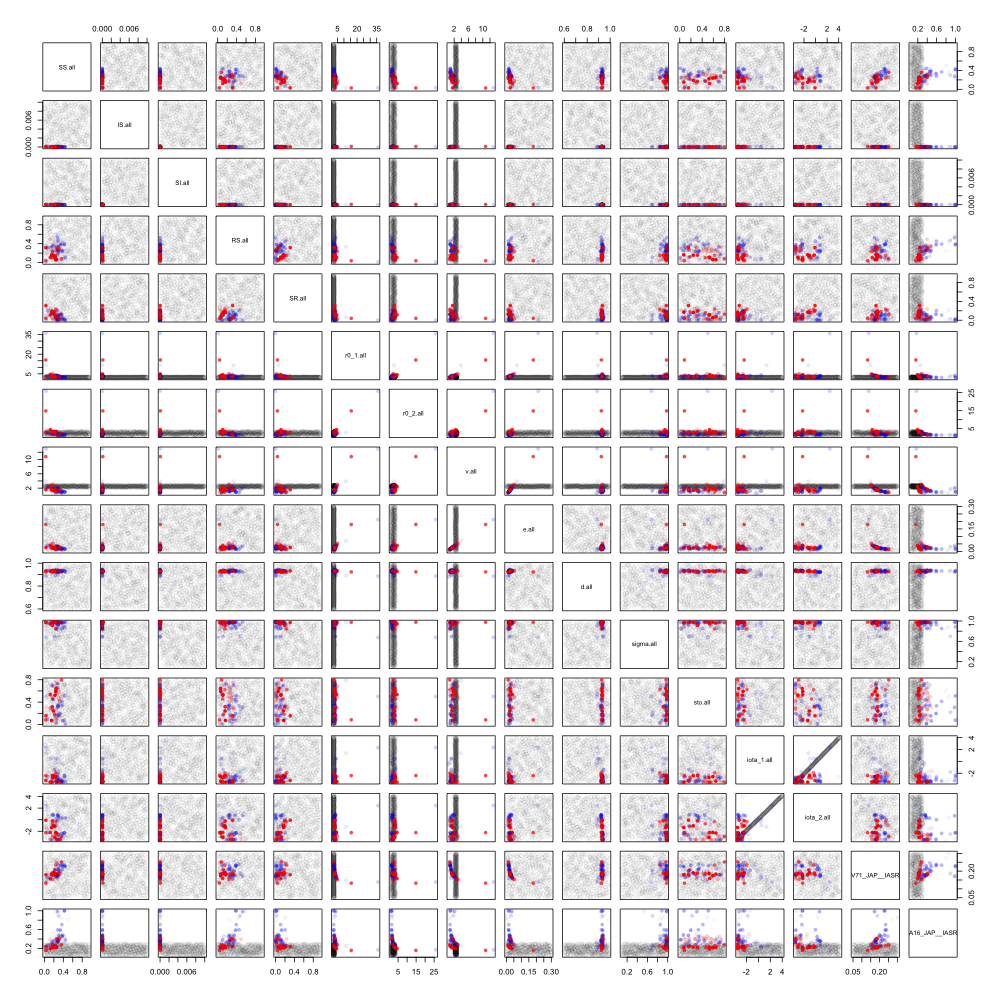 0.000 0.006 0.0 0.4 0.8 5 20 35 2 6 10 0.6 0.8 1.0 0.0 0.4 0.8 -2 2 4 0.2 0.6 1.0
SS.all 0.0 0.4 0.8
0.000 0.006 IS.all
SI.all 0.000 0.006
0.0 0.4 0.8 RS.all
SR.all 0.0 0.4 0.8
5 20 35 r0_1.all
r0_2.all 5 15 25
2 6 10 v.all
e.all 0.00 0.15 0.30
0.6 0.8 1.0 d.all
sigma.all 0.2 0.6 1.0
0.0 0.4 0.8 sto.all
iota_1.all -2 2 4
-2 2 4 iota_2.all
V71_JAP__IASR 0.05 0.20
0.2 0.6 1.0 A16_JAP__IASR
0.0 0.4 0.8 0.000 0.006 0.0 0.4 0.8 5 15 25 0.00 0.15 0.30 0.2 0.6 1.0 -2 2 4 0.05 0.20